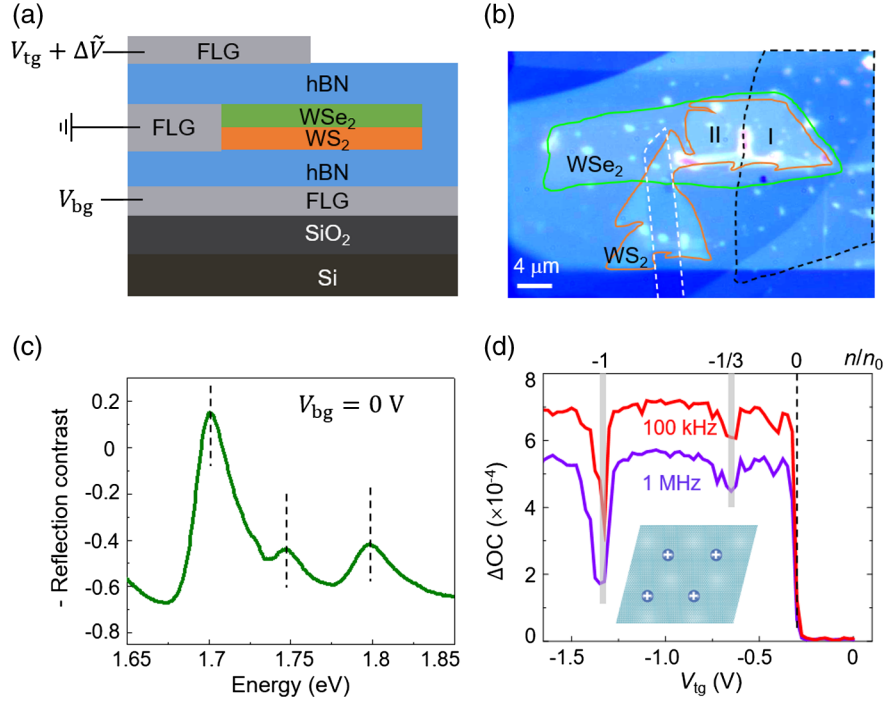 (a)
V_tg + ΔṼ
FLG
hBN
WSe₂
FLG
WS₂
hBN
V_bg
FLG
SiO₂
Si
(b)
II
I
WSe₂
WS₂
4 μm
(c)
V_bg = 0 V
- Reflection contrast
0.2
0
-0.2
-0.4
-0.6
-0.8
1.65
1.7
1.75
1.8
1.85
Energy (eV)
(d)
-1
-1/3
0
n/n₀
8
6
4
2
0
ΔOC (×10⁻⁴)
100 kHz
1 MHz
+ +
+ +
-1.5
-1.0
-0.5
0
V_tg (V)